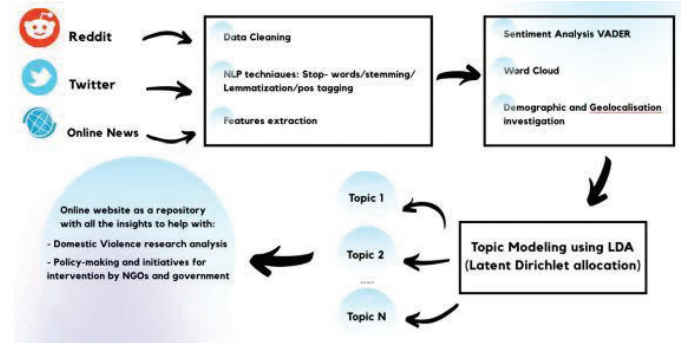 Reddit
Twitter
Online News
Data Cleaning
NLP techniaues: Stop- words/stemming/
Lemmatization/pos tagging
Features extraction
Sentiment Analysis VADER
Word Cloud
Demographic and Geolocalisation
investigation
Topic Modeling using LDA
(Latent Dirichlet allocation)
Topic 1
Topic 2
.....
Topic N
Online website as a repository
with all the insights to help with:
- Domestic Violence research analysis
- Policy-making and initiatives for
intervention by NGOs and government